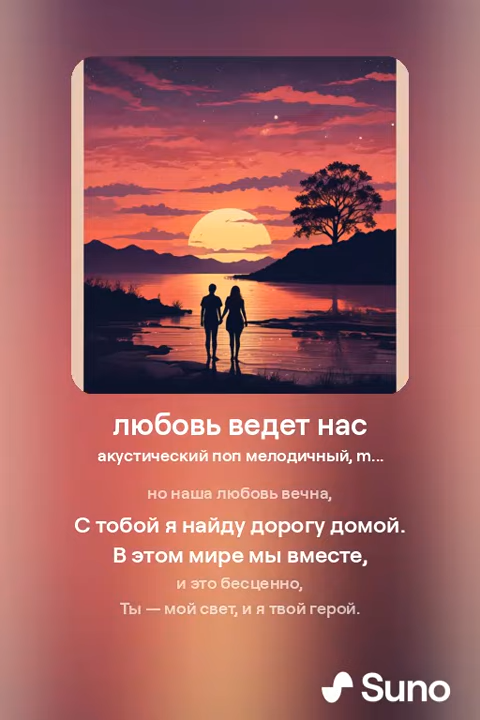 любовь ведет нас
акустический поп мелодичный, m...
но наша любовь вечна,
С тобой я найду дорогу домой.
В этом мире мы вместе,
и это бесценно,
Ты — мой свет, и я твой герой.
Suno